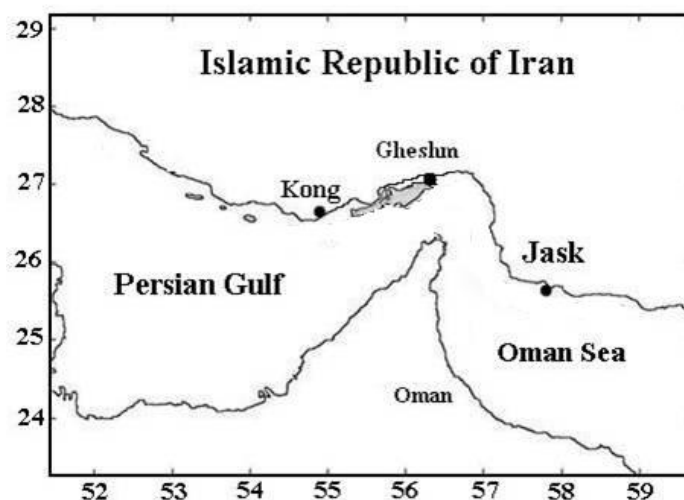 29
Islamic Republic of Iran
28
Gheshm
27
Kong
26
Jask
Persian Gulf
25
Oman Sea
Oman
24
52 53 54 55 56 57 58 59